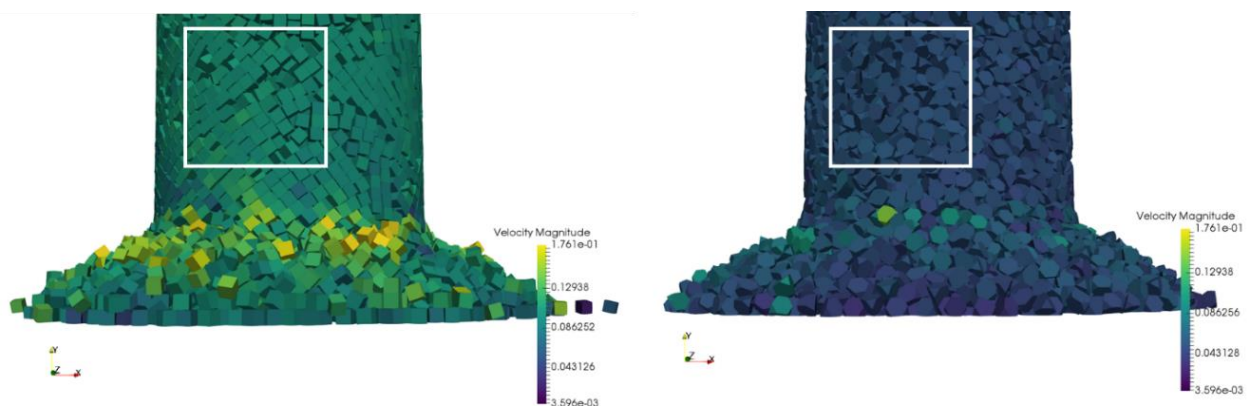 Velocity Magnitude
1.761e-01
0.12938
0.086252
0.043126
3.596e-03
Y
Z
X
Velocity Magnitude
1.761e-01
0.12938
0.086256
0.043128
3.596e-03
Y
Z
X